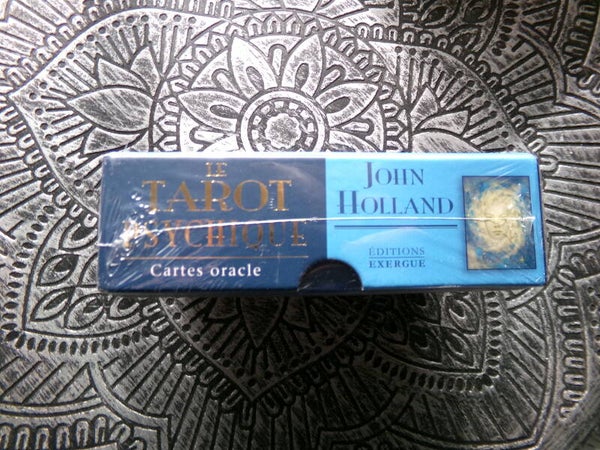 LE
TAROT
PSYCHIQUE
Cartes oracle
JOHN
HOLLAND
ÉDITIONS
EXERGUE